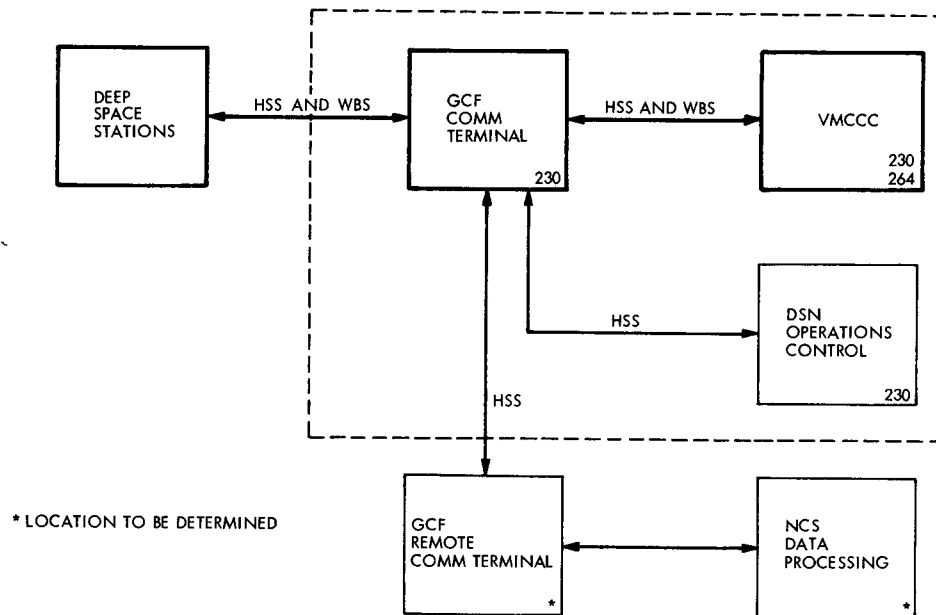 DEEP
SPACE
STATIONS
HSS AND WBS
GCF
COMM
TERMINAL
230
HSS AND WBS
VMCCC
230
264
HSS
DSN
OPERATIONS
CONTROL
230
HSS
* LOCATION TO BE DETERMINED
GCF
REMOTE
COMM TERMINAL
*
NCS
DATA
PROCESSING
*